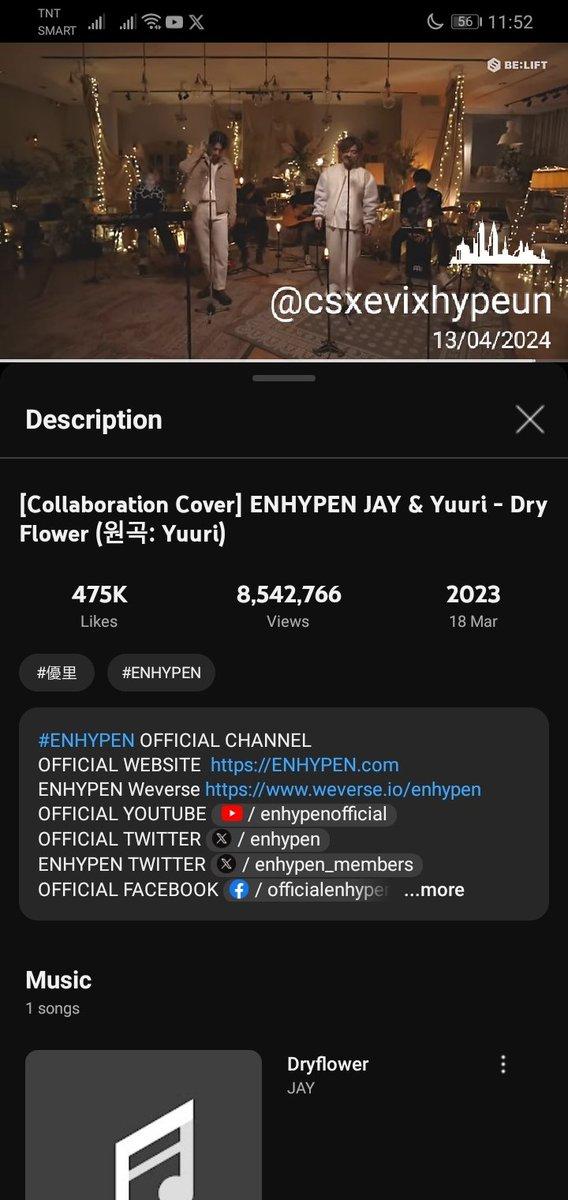 TNT
SMART
56 11:52
BE:LIFT
@csxevixhypeun
13/04/2024
Description
[Collaboration Cover] ENHYPEN JAY & Yuuri - Dry
Flower (원곡: Yuuri)
475K 8,542,766 2023
Likes Views 18 Mar
#優里 #ENHYPEN
#ENHYPEN OFFICIAL CHANNEL
OFFICIAL WEBSITE https://ENHYPEN.com
ENHYPEN Weverse https://www.weverse.io/enhypen
OFFICIAL YOUTUBE / enhypenofficial
OFFICIAL TWITTER X / enhypen
ENHYPEN TWITTER X / enhypen_members
OFFICIAL FACEBOOK f / officialenhyper ...more
Music
1 songs
Dryflower
JAY